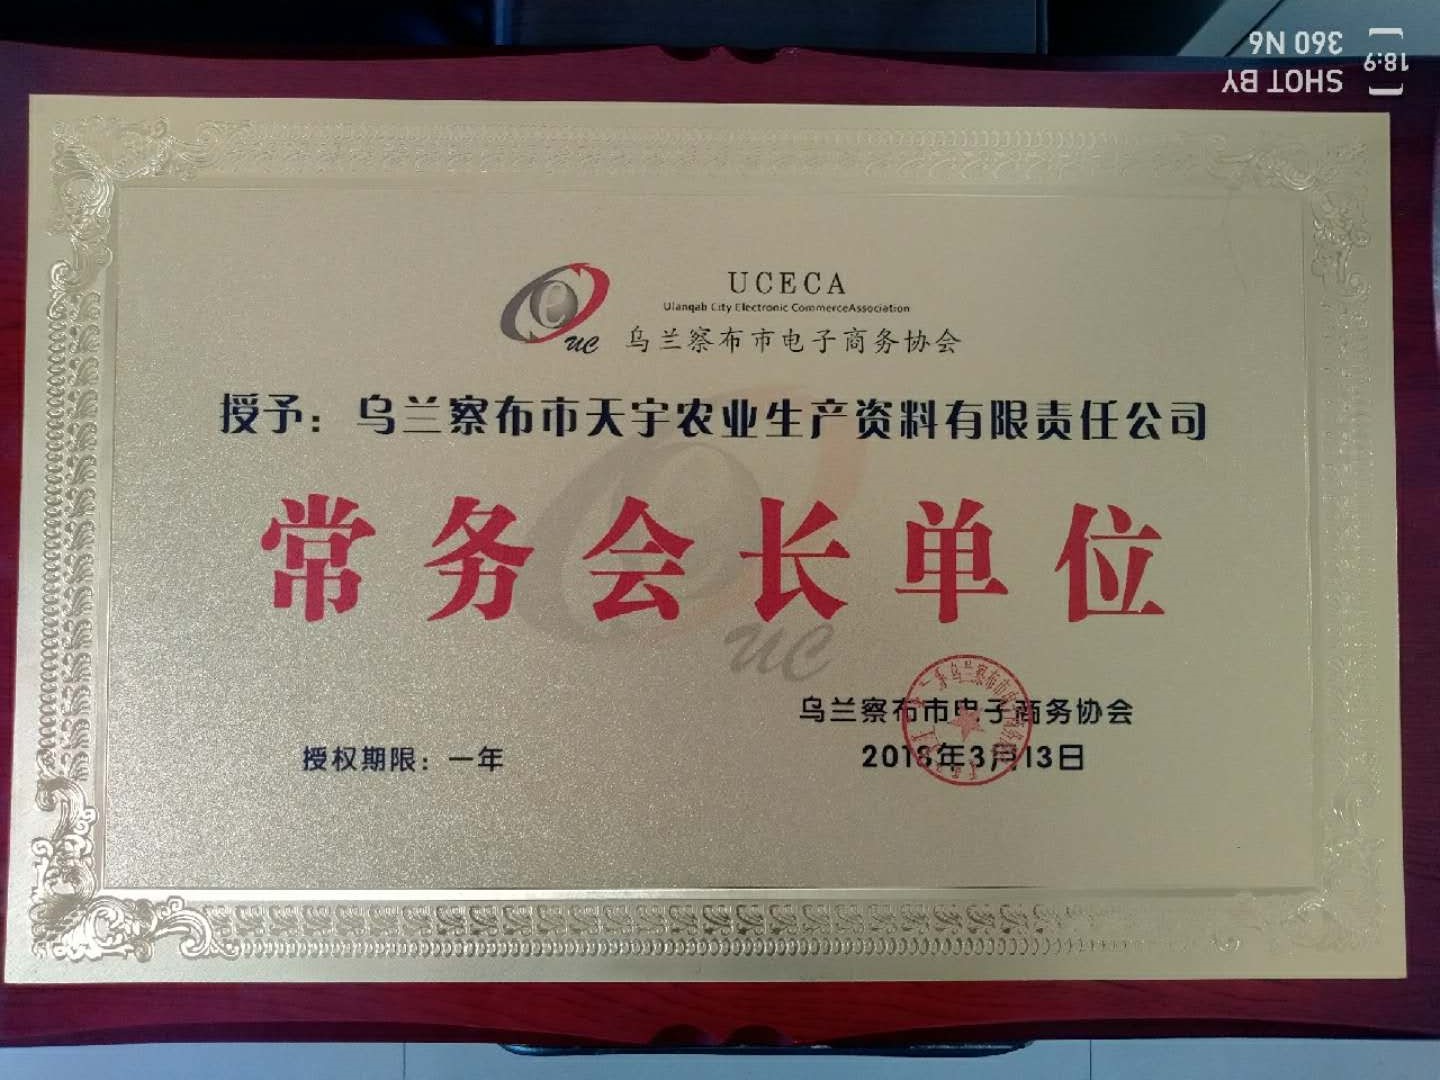 UCECA
Ulanqab City Electronic CommerceAssociation
uc
乌兰察布市电子商务协会
授予：乌兰察布市天宇农业生产资料有限责任公司
常务会长单位
uc
乌兰察布市电子商务协会
授权期限：一年
2018年3月13日
SHOT BY
360 N6
18:9